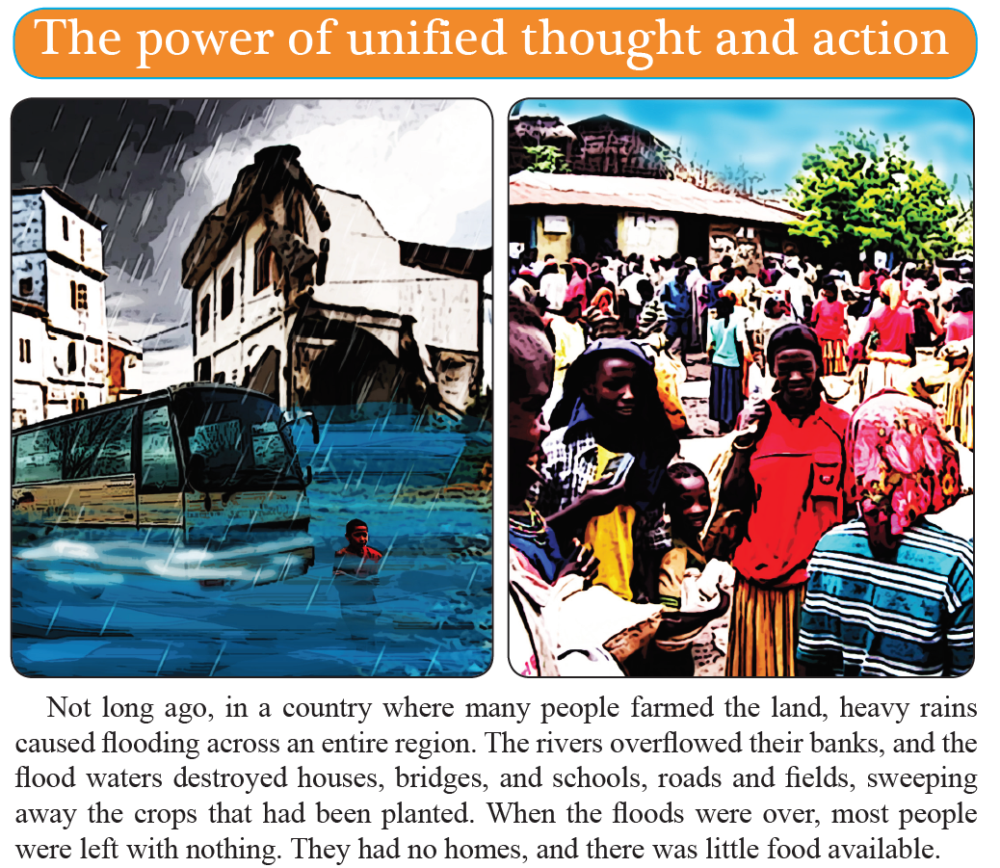 The power of unified thought and action
Not long ago, in a country where many people farmed the land, heavy rains
caused flooding across an entire region. The rivers overflowed their banks, and the
flood waters destroyed houses, bridges, and schools, roads and fields, sweeping
away the crops that had been planted. When the floods were over, most people
were left with nothing. They had no homes, and there was little food available.